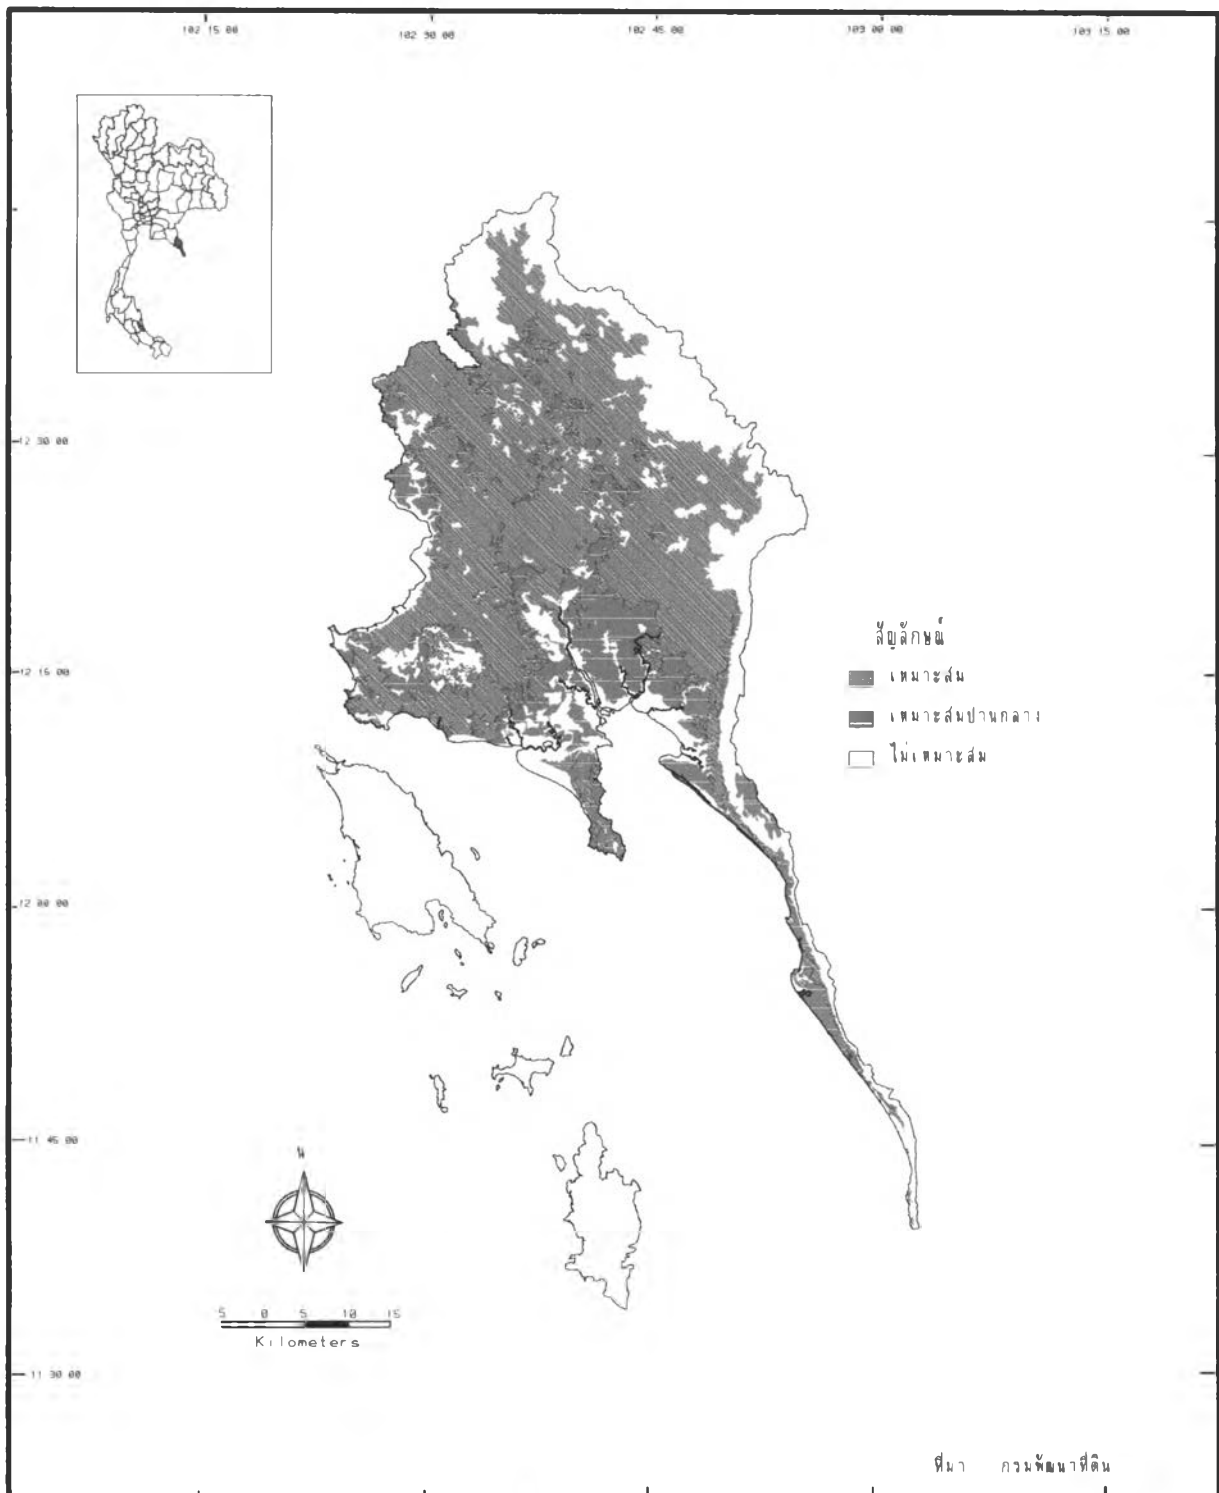 102 15 00 102 30 00 102 45 00 103 00 00 103 15 00
12 30 00
สัญลักษณ์
12 15 00
เหมาะสม
เหมาะสมปานกลาง
ไม่เหมาะสม
12 00 00
11 45 00
น
5 0 5 10 15
Kilometers
11 30 00
ที่มา กรมพัฒนาที่ดิน